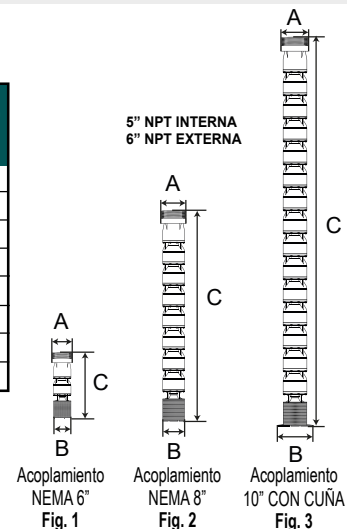 5” NPT INTERNA
6” NPT EXTERNA
A
C
B
Acoplamiento
NEMA 6”
Fig. 1
A
C
B
Acoplamiento
NEMA 8”
Fig. 2
A
C
B
Acoplamiento
10” CON CUÑA
Fig. 3